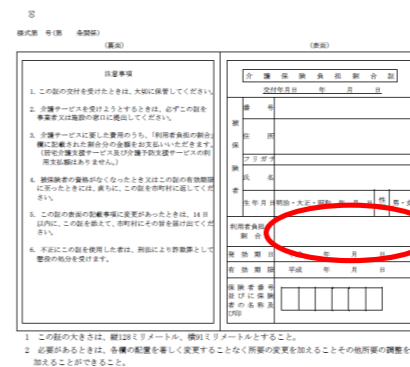 様式第 号(第 条関係)
(裏面)
(表面)
注意事項
1．この証の交付を受けたときは、大切に保管してください。
2．介護サービスを受けようとするときは、必ずこの証を
事業者又は施設の窓口に提出してください。
3．介護サービスに要した費用のうち、「利用者負担の割合」
欄に記載された割合分の金額をお支払いいただきます。
(居宅介護支援サービス及び介護予防支援サービスの利
用支払額はありません。)
4．被保険者の資格がなくなったとき又はこの証の有効期限
に至ったときには、直ちに、この証を市町村に返してくだ
さい。
5．この証の表面の記載事項に変更があったときは、14 日
以内に、この証を添えて、市町村にその旨を届け出てくだ
さい。
6．不正にこの証を使用した者は、刑法により詐欺罪として
懲役の処分を受けます。
介護保険負担割合証
交付年月日 年 月 日
被保険者
番号
住所
フリガナ
氏名
生年月日 明治・大正・昭和 年 月 日 性 男・女
利用者負担
割合
発効期日 年 月 日
有効期限 平成 年 月 日
保険者番号
並びに保険
者の名称及
び印
1 この証の大きさは、縦128ミリメートル、横91ミリメートルとすること。
2 必要があるときは、各欄の配置を著しく変更することなく所要の変更を加えることその他所要の調整を
加えることができること。